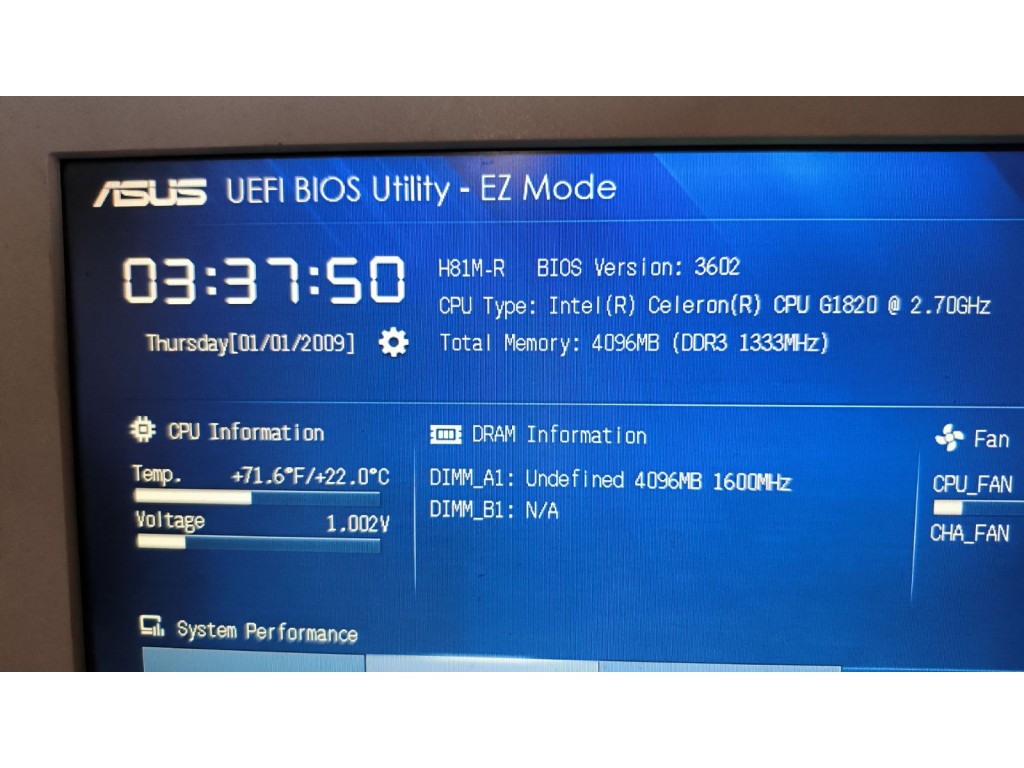 ASUS UEFI BIOS Utility - EZ Mode
03:37:50
Thursday[01/01/2009]
H81M-R BIOS Version: 3602
CPU Type: Intel(R) Celeron(R) CPU G1820 @ 2.70GHz
Total Memory: 4096MB (DDR3 1333MHz)
CPU Information
Temp. +71.6°F/+22.0°C
Voltage 1.002V
DRAM Information
DIMM_A1: Undefined 4096MB 1600MHz
DIMM_B1: N/A
Fan
CPU_FAN
CHA_FAN
System Performance